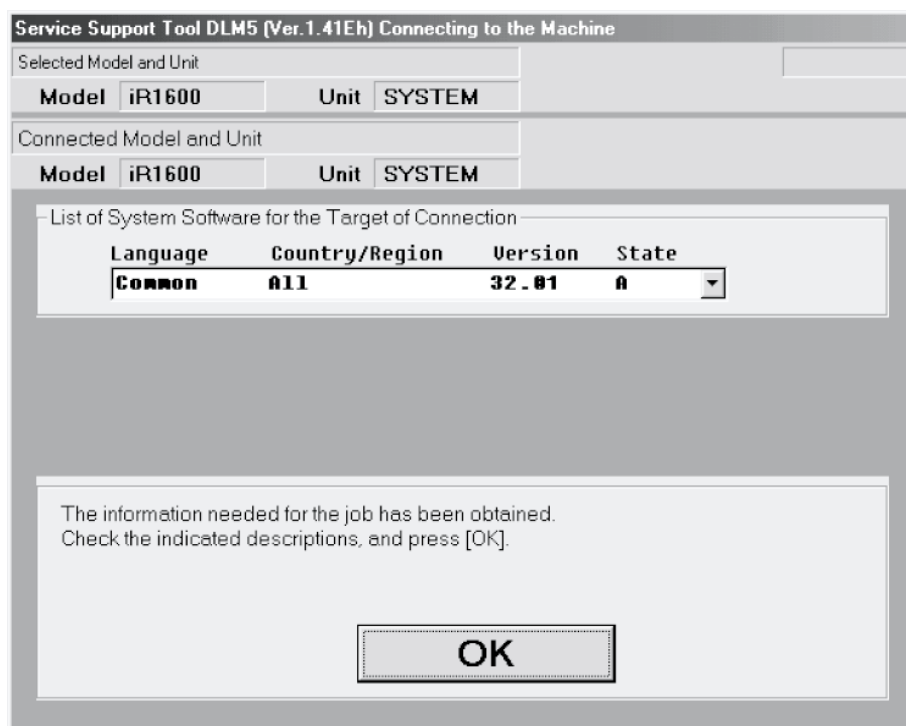 Service Support Tool DLM5 (Ver.1.41Eh) Connecting to the Machine
Selected Model and Unit
Model iR1600 Unit SYSTEM
Connected Model and Unit
Model iR1600 Unit SYSTEM
List of System Software for the Target of Connection
Language Country/Region Version State
Common All 32.01 A
The information needed for the job has been obtained.
Check the indicated descriptions, and press [OK].
OK